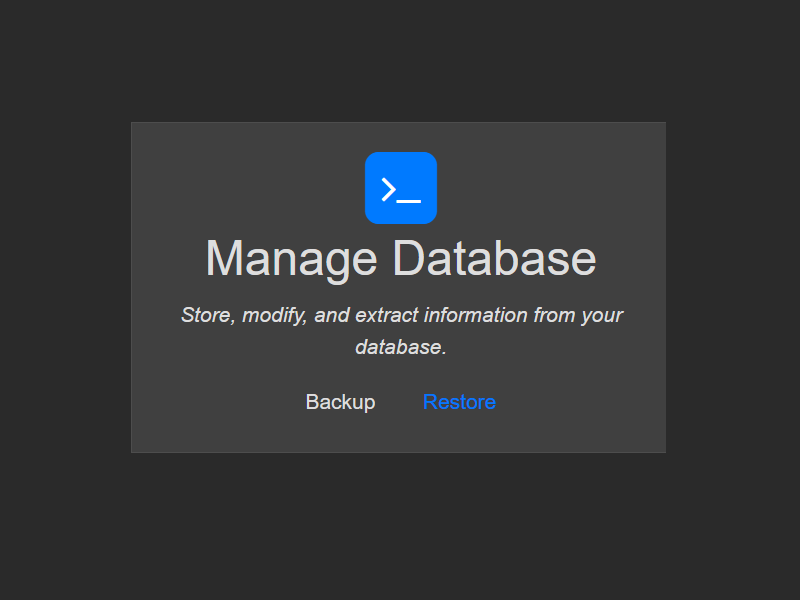 Manage Database
Store, modify, and extract information from your
database.
Backup Restore